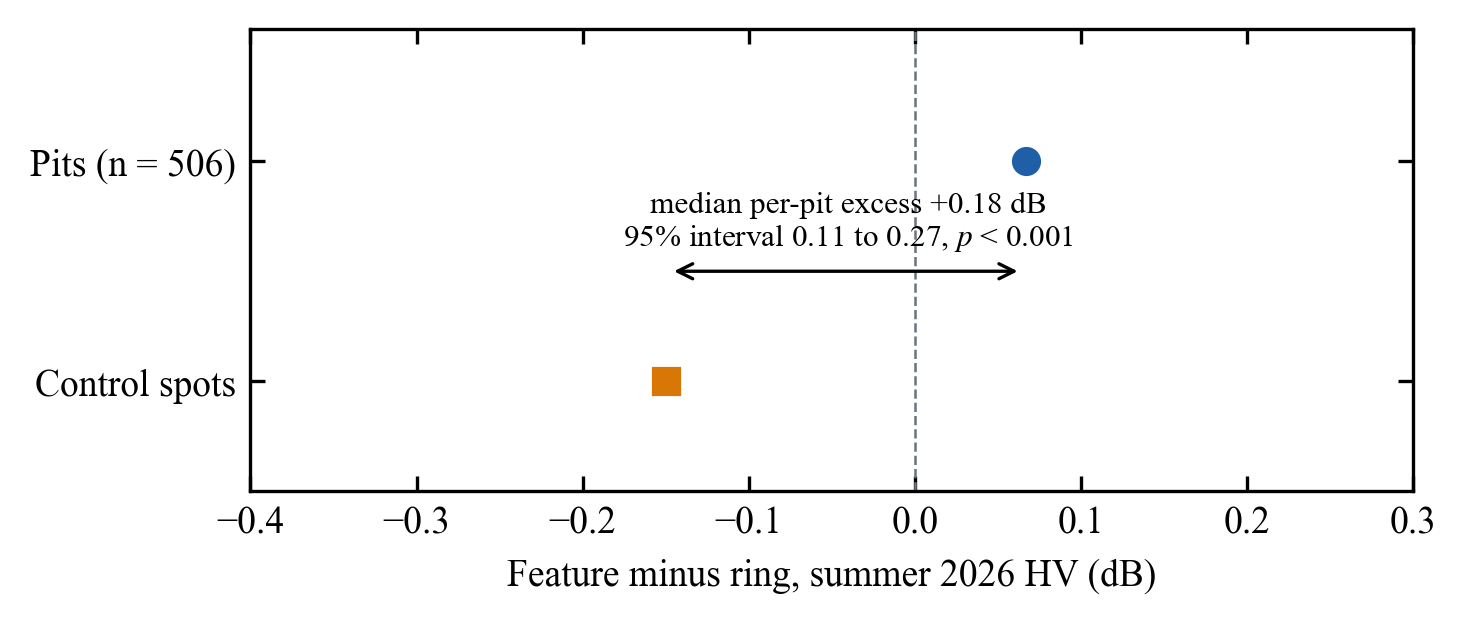 Pits (n = 506)
median per-pit excess +0.18 dB
95% interval 0.11 to 0.27, p < 0.001
Control spots
−0.4 −0.3 −0.2 −0.1 0.0 0.1 0.2 0.3
Feature minus ring, summer 2026 HV (dB)